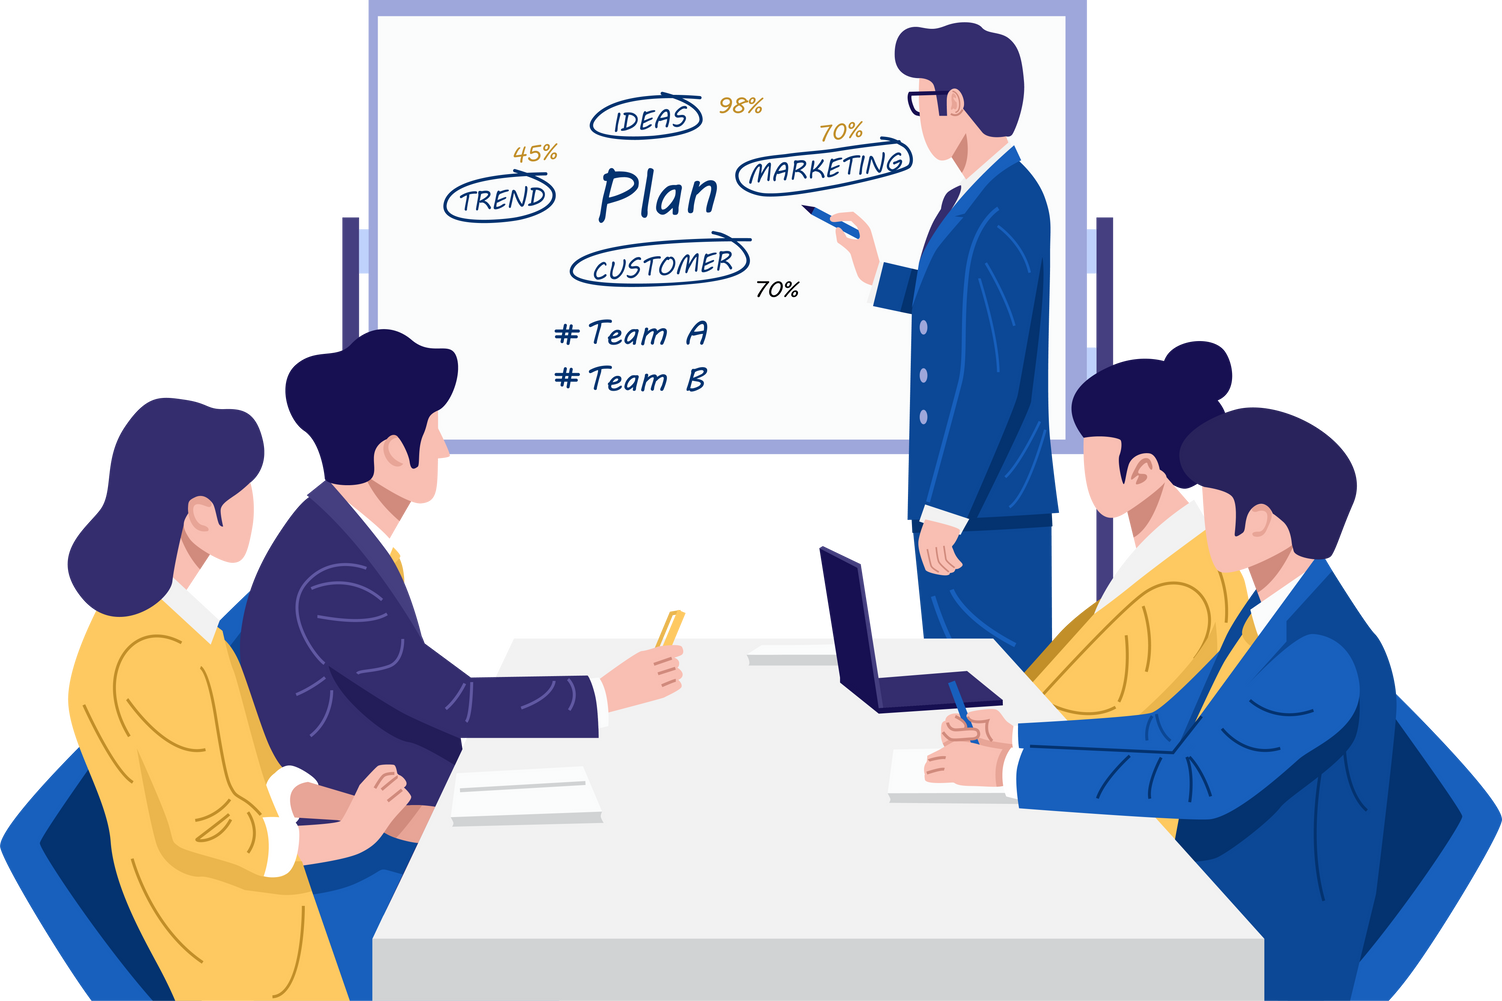 IDEAS 98%
70%
45%
MARKETING
TREND
Plan
CUSTOMER
70%
# Team A
# Team B